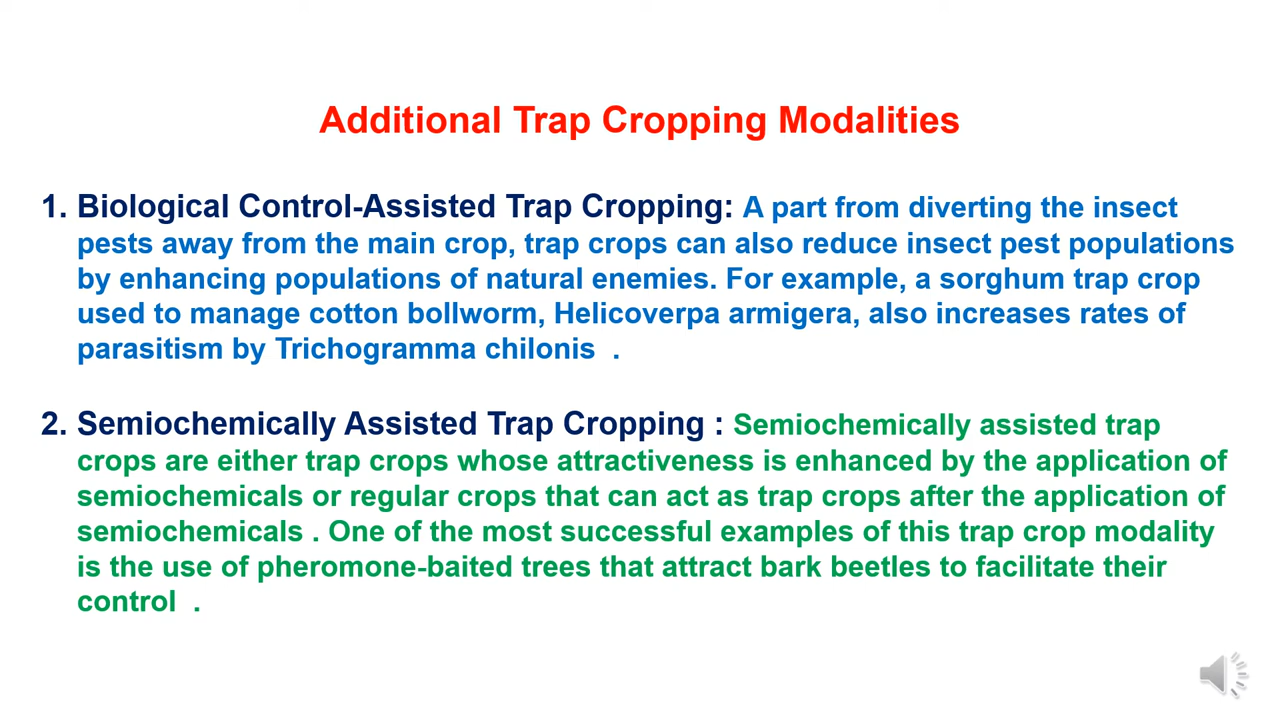 Additional Trap Cropping Modalities
1. Biological Control-Assisted Trap Cropping: A part from diverting the insect
pests away from the main crop, trap crops can also reduce insect pest populations
by enhancing populations of natural enemies. For example, a sorghum trap crop
used to manage cotton bollworm, Helicoverpa armigera, also increases rates of
parasitism by Trichogramma chilonis  .
2. Semiochemically Assisted Trap Cropping : Semiochemically assisted trap
crops are either trap crops whose attractiveness is enhanced by the application of
semiochemicals or regular crops that can act as trap crops after the application of
semiochemicals . One of the most successful examples of this trap crop modality
is the use of pheromone-baited trees that attract bark beetles to facilitate their
control  .